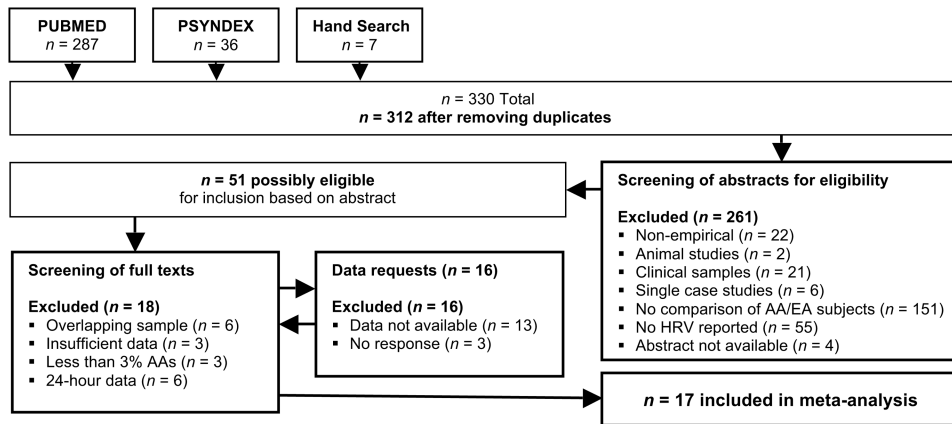 PUBMED
n = 287
PSYNDEX
n = 36
Hand Search
n = 7
n = 330 Total
n = 312 after removing duplicates
n = 51 possibly eligible
for inclusion based on abstract
Screening of abstracts for eligibility
Excluded (n = 261)
▪ Non-empirical (n = 22)
▪ Animal studies (n = 2)
▪ Clinical samples (n = 21)
▪ Single case studies (n = 6)
▪ No comparison of AA/EA subjects (n = 151)
▪ No HRV reported (n = 55)
▪ Abstract not available (n = 4)
Screening of full texts
Excluded (n = 18)
▪ Overlapping sample (n = 6)
▪ Insufficient data (n = 3)
▪ Less than 3% AAs (n = 3)
▪ 24-hour data (n = 6)
Data requests (n = 16)
Excluded (n = 16)
▪ Data not available (n = 13)
▪ No response (n = 3)
n = 17 included in meta-analysis